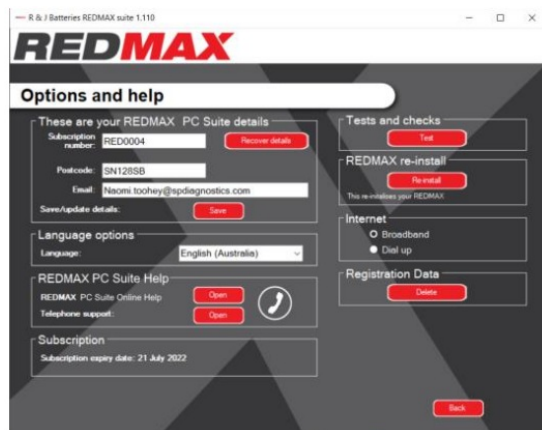 R & J Batteries REDMAX suite 1.110
REDMAX
Options and help
These are your REDMAX PC Suite details
Subscription number:
RED0004
Recover details
Postcode:
SN128SB
Email:
Naomi.toohey@spdiagnostics.com
Save/update details:
Save
Language options
Language:
English (Australia)
REDMAX PC Suite Help
REDMAX PC Suite Online Help
Open
Telephone support:
Open
Subscription
Subscription expiry date: 21 July 2022
Tests and checks
Test
REDMAX re-install
Re-install
This re-initialises your REDMAX
Internet
Broadband
Dial up
Registration Data
Delete
Back